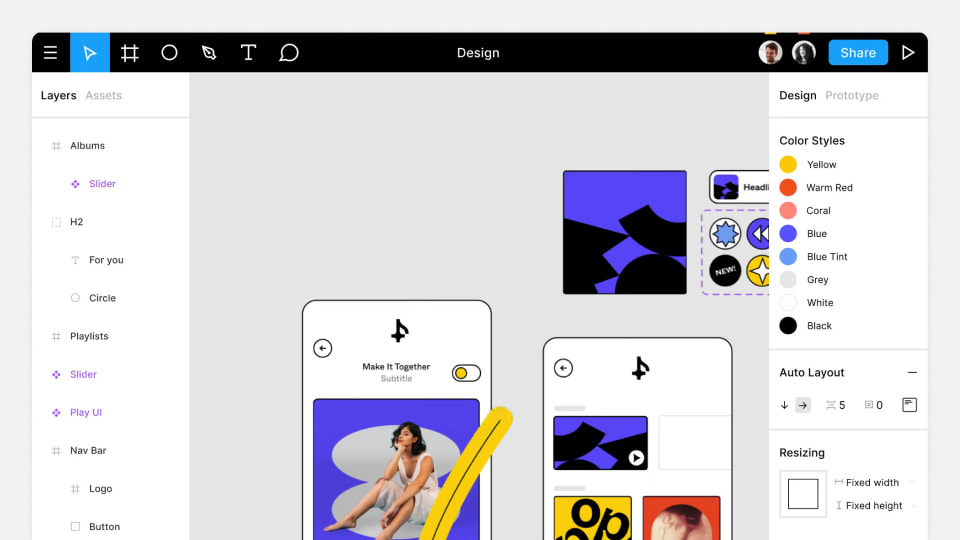 Design
Share
Layers Assets
Albums
Slider
H2
For you
Circle
Playlists
Slider
Play UI
Nav Bar
Logo
Button
Headli
NEW!
Make It Together
Subtitle
op
Design Prototype
Color Styles
Yellow
Warm Red
Coral
Blue
Blue Tint
Grey
White
Black
Auto Layout
5 0
Resizing
Fixed width
Fixed height